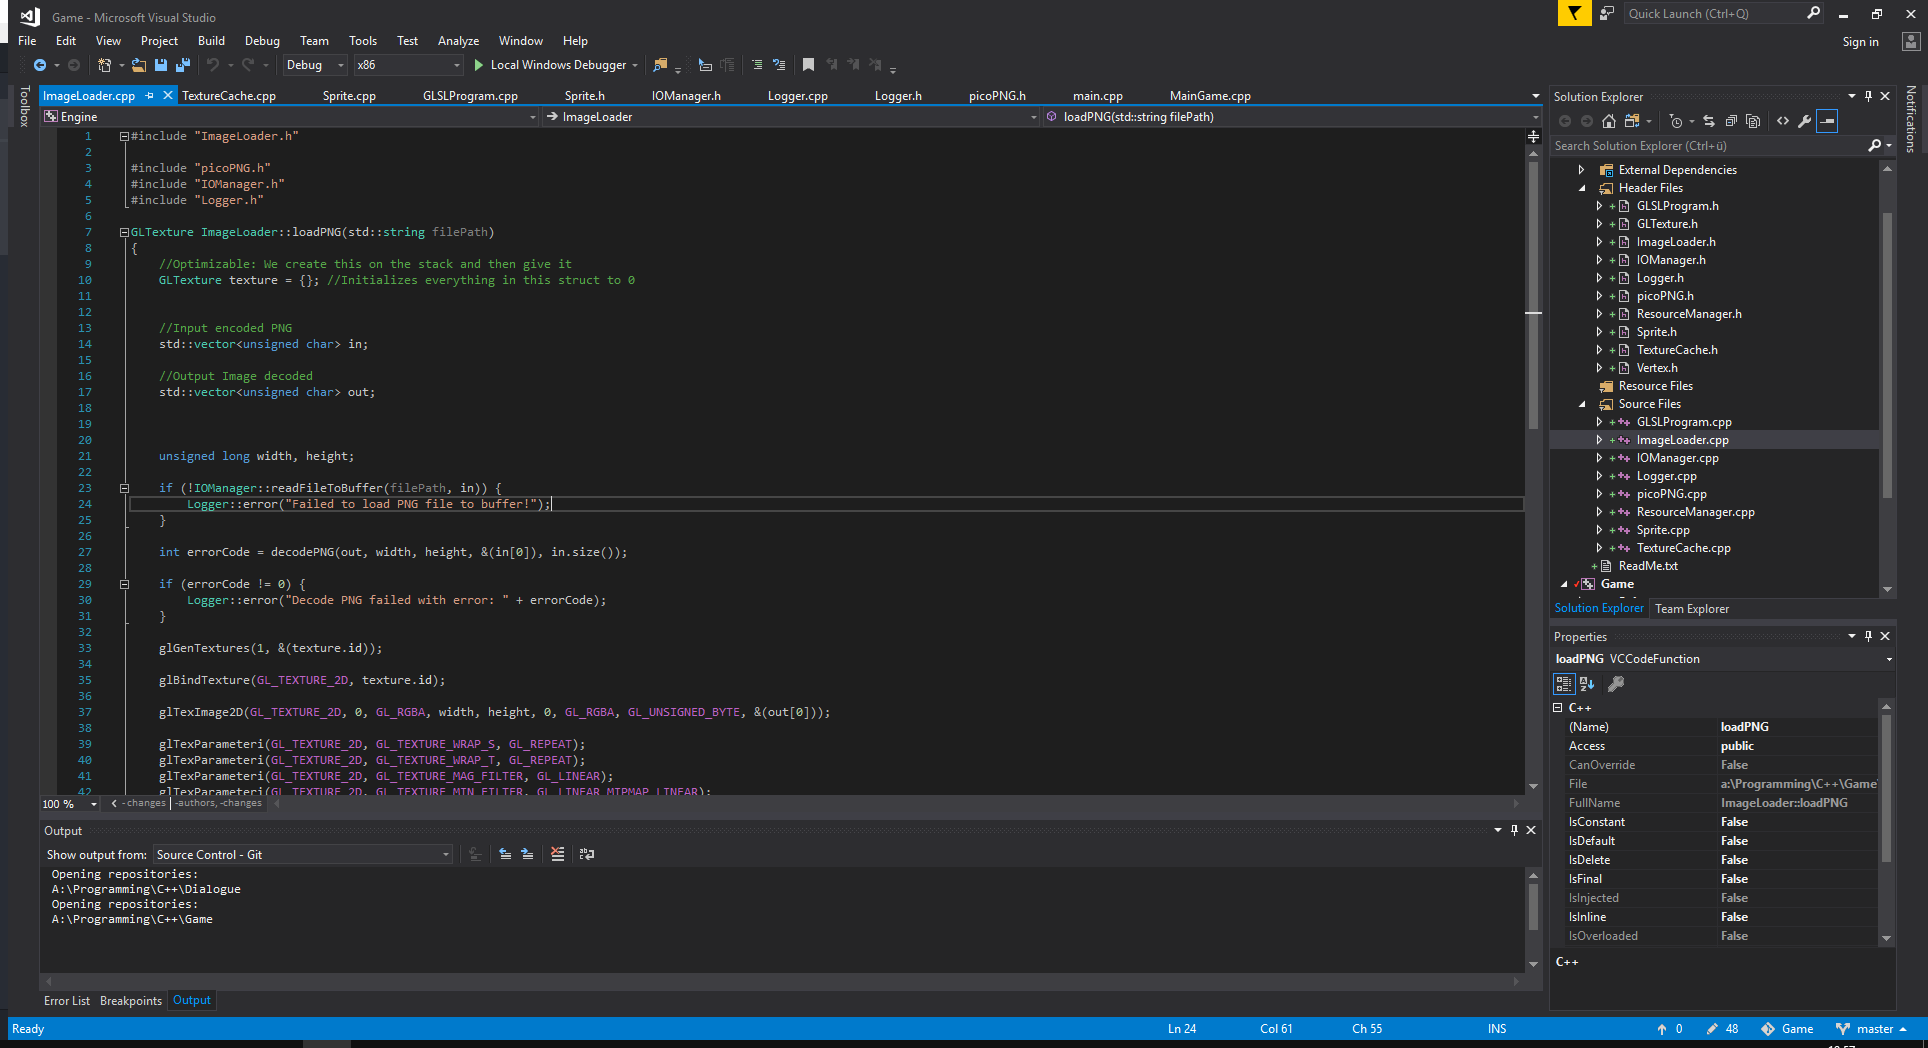 Game - Microsoft Visual Studio
Quick Launch (Ctrl+Q)
File Edit View Project Build Debug Team Tools Test Analyze Window Help
Sign in
Debug x86 Local Windows Debugger
Toolbox
ImageLoader.cpp TextureCache.cpp Sprite.cpp GLSLProgram.cpp Sprite.h IOManager.h Logger.cpp Logger.h picoPNG.h main.cpp MainGame.cpp
Engine ImageLoader loadPNG(std::string filePath)
1 #include "ImageLoader.h"
2
3 #include "picoPNG.h"
4 #include "IOManager.h"
5 #include "Logger.h"
6
7 GLTexture ImageLoader::loadPNG(std::string filePath)
8 {
9 //Optimizable: We create this on the stack and then give it
10 GLTexture texture = {}; //Initializes everything in this struct to 0
11
12
13 //Input encoded PNG
14 std::vector<unsigned char> in;
15
16 //Output Image decoded
17 std::vector<unsigned char> out;
18
19
20
21 unsigned long width, height;
22
23 if (!IOManager::readFileToBuffer(filePath, in)) {
24 Logger::error("Failed to load PNG file to buffer!");
25 }
26
27 int errorCode = decodePNG(out, width, height, &(in[0]), in.size());
28
29 if (errorCode != 0) {
30 Logger::error("Decode PNG failed with error: " + errorCode);
31 }
32
33 glGenTextures(1, &(texture.id));
34
35 glBindTexture(GL_TEXTURE_2D, texture.id);
36
37 glTexImage2D(GL_TEXTURE_2D, 0, GL_RGBA, width, height, 0, GL_RGBA, GL_UNSIGNED_BYTE, &(out[0]));
38
39 glTexParameteri(GL_TEXTURE_2D, GL_TEXTURE_WRAP_S, GL_REPEAT);
40 glTexParameteri(GL_TEXTURE_2D, GL_TEXTURE_WRAP_T, GL_REPEAT);
41 glTexParameteri(GL_TEXTURE_2D, GL_TEXTURE_MAG_FILTER, GL_LINEAR);
42 glTexParameteri(GL_TEXTURE_2D, GL_TEXTURE_MIN_FILTER, GL_LINEAR_MIPMAP_LINEAR);
100 % - changes -authors, -changes
Output
Show output from: Source Control - Git
Opening repositories:
A:\Programming\C++\Dialogue
Opening repositories:
A:\Programming\C++\Game
Error List Breakpoints Output
Solution Explorer
Search Solution Explorer (Ctrl+ü)
External Dependencies
Header Files
GLSLProgram.h
GLTexture.h
ImageLoader.h
IOManager.h
Logger.h
picoPNG.h
ResourceManager.h
Sprite.h
TextureCache.h
Vertex.h
Resource Files
Source Files
GLSLProgram.cpp
ImageLoader.cpp
IOManager.cpp
Logger.cpp
picoPNG.cpp
ResourceManager.cpp
Sprite.cpp
TextureCache.cpp
ReadMe.txt
Game
Solution Explorer Team Explorer
Properties
loadPNG VCCodeFunction
C++
(Name) loadPNG
Access public
CanOverride False
File a:\Programming\C++\Game\
FullName ImageLoader::loadPNG
IsConstant False
IsDefault False
IsDelete False
IsFinal False
IsInjected False
IsInline False
IsOverloaded False
C++
Notifications
Ready Ln 24 Col 61 Ch 55 INS 0 48 Game master